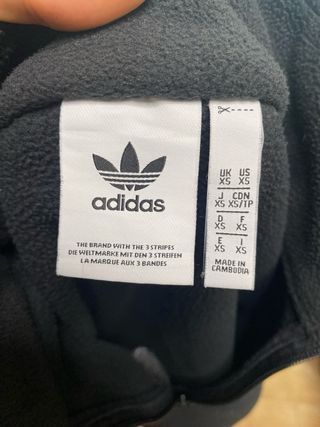 adidas
THE BRAND WITH THE 3 STRIPES
DIE WELTMARKE MIT DEN 3 STREIFEN
LA MARQUE AUX 3 BANDES
UK US
XS XS
J CDN
XS XS/TP
D F
XS XS
E I
XS XS
MADE IN
CAMBODIA